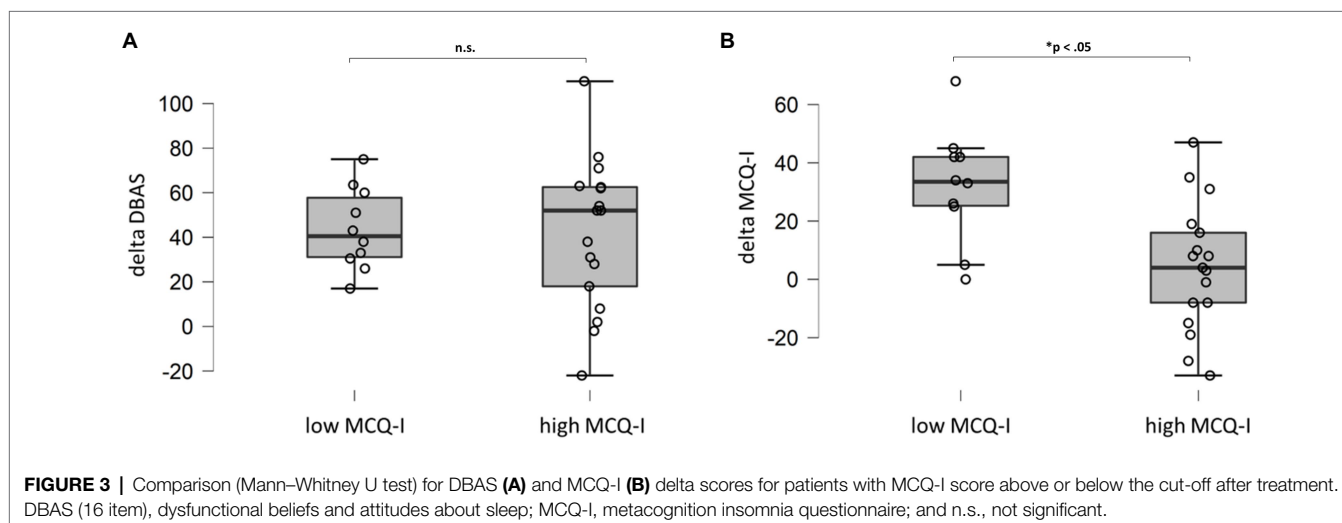 A
n.s.
delta DBAS
100
80
60
40
20
0
-20
low MCQ-I
high MCQ-I
B
*p < .05
delta MCQ-I
60
40
20
0
-20
low MCQ-I
high MCQ-I
FIGURE 3 | Comparison (Mann–Whitney U test) for DBAS (A) and MCQ-I (B) delta scores for patients with MCQ-I score above or below the cut-off after treatment.
DBAS (16 item), dysfunctional beliefs and attitudes about sleep; MCQ-I, metacognition insomnia questionnaire; and n.s., not significant.